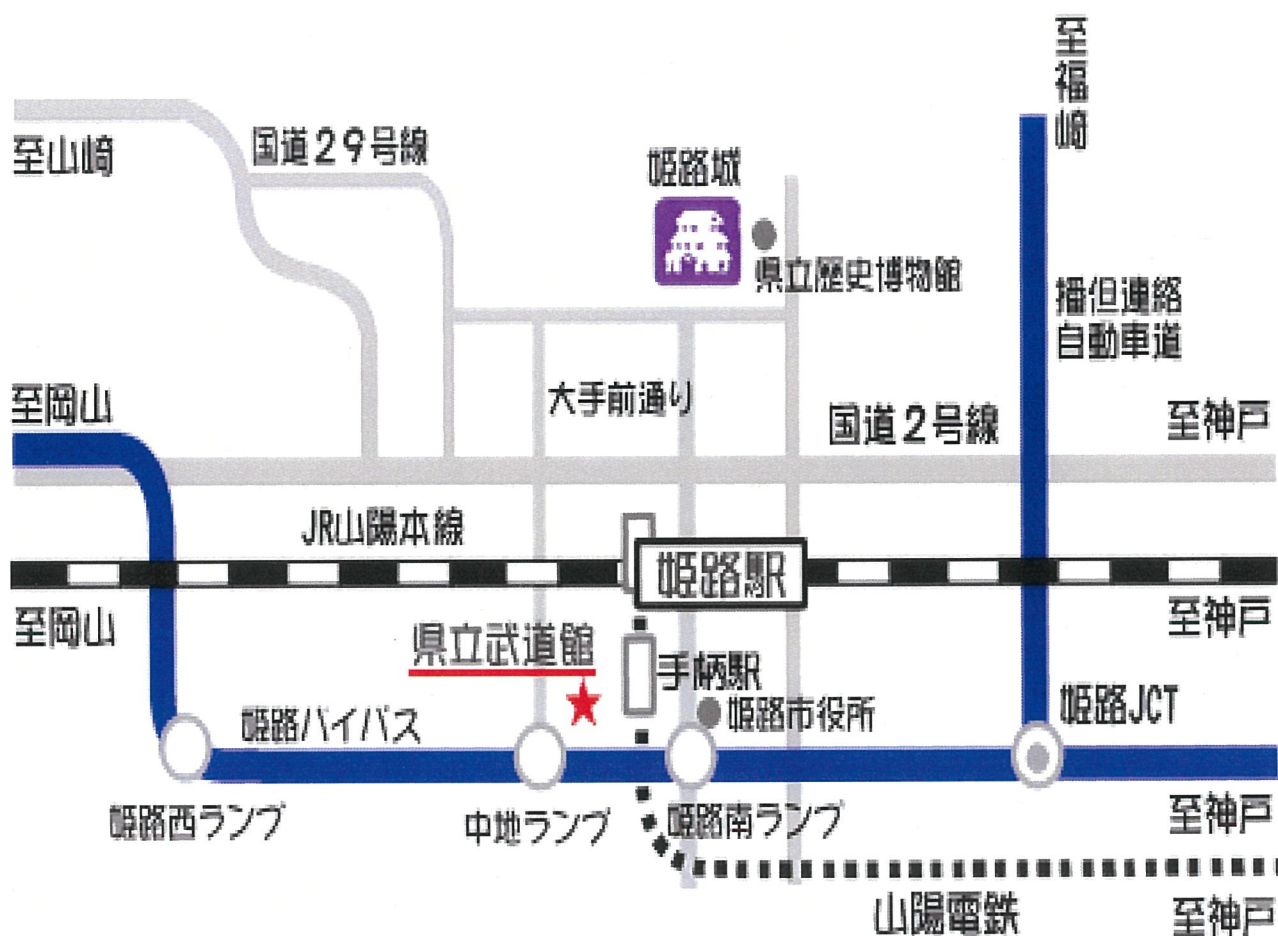 至福崎
国道29号線
至山崎
姫路城
県立歴史博物館
播但連絡
自動車道
至岡山
大手前通り
国道2号線
至神戸
JR山陽本線
姫路駅
至岡山
至神戸
県立武道館
手柄駅
姫路市役所
姫路JCT
姫路バイパス
姫路西ランプ
中地ランプ
姫路南ランプ
至神戸
山陽電鉄
至神戸